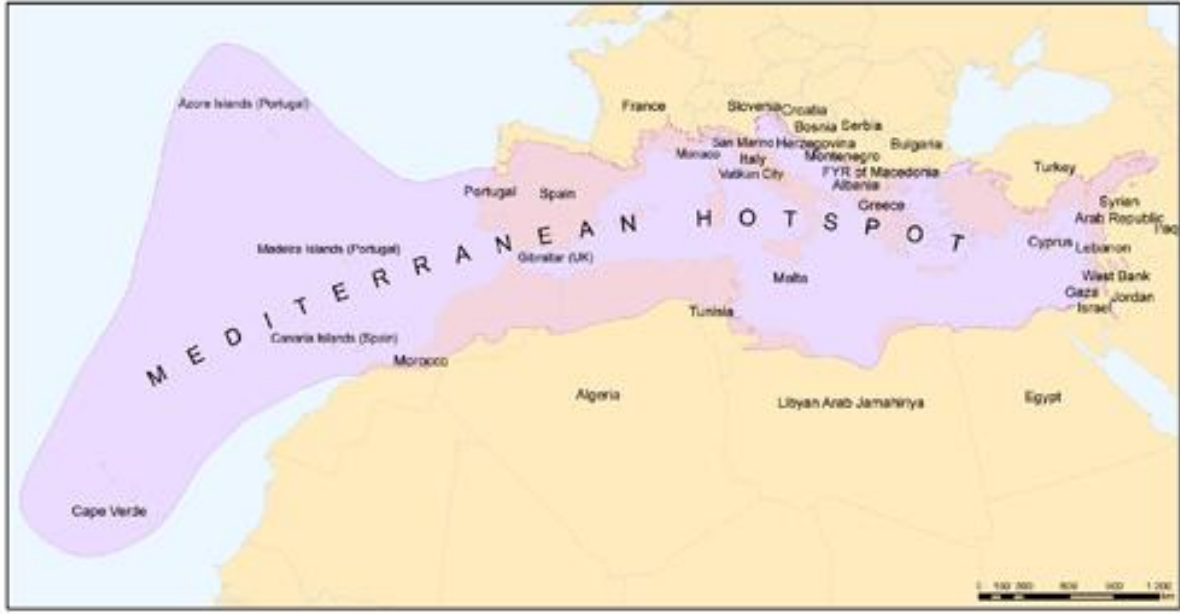 Azore Islands (Portugal)
France
Slovenia
Croatia
Bosnia
Serbia
San Marino
Herzegovina
Bulgaria
Monaco
Italy
Montenegro
Vatikan City
FYR of Macedonia
Turkey
Albania
Portugal
Spain
Greece
Syrian
Arab Republic
MEDITERRANEAN HOTSPOT
Madeira Islands (Portugal)
Gibraltar (UK)
Cyprus
Lebanon
Malta
West Bank
Gaza
Jordan
Israel
Tunisia
Canaria Islands (Spain)
Morocco
Algeria
Libyan Arab Jamahiriya
Egypt
Cape Verde